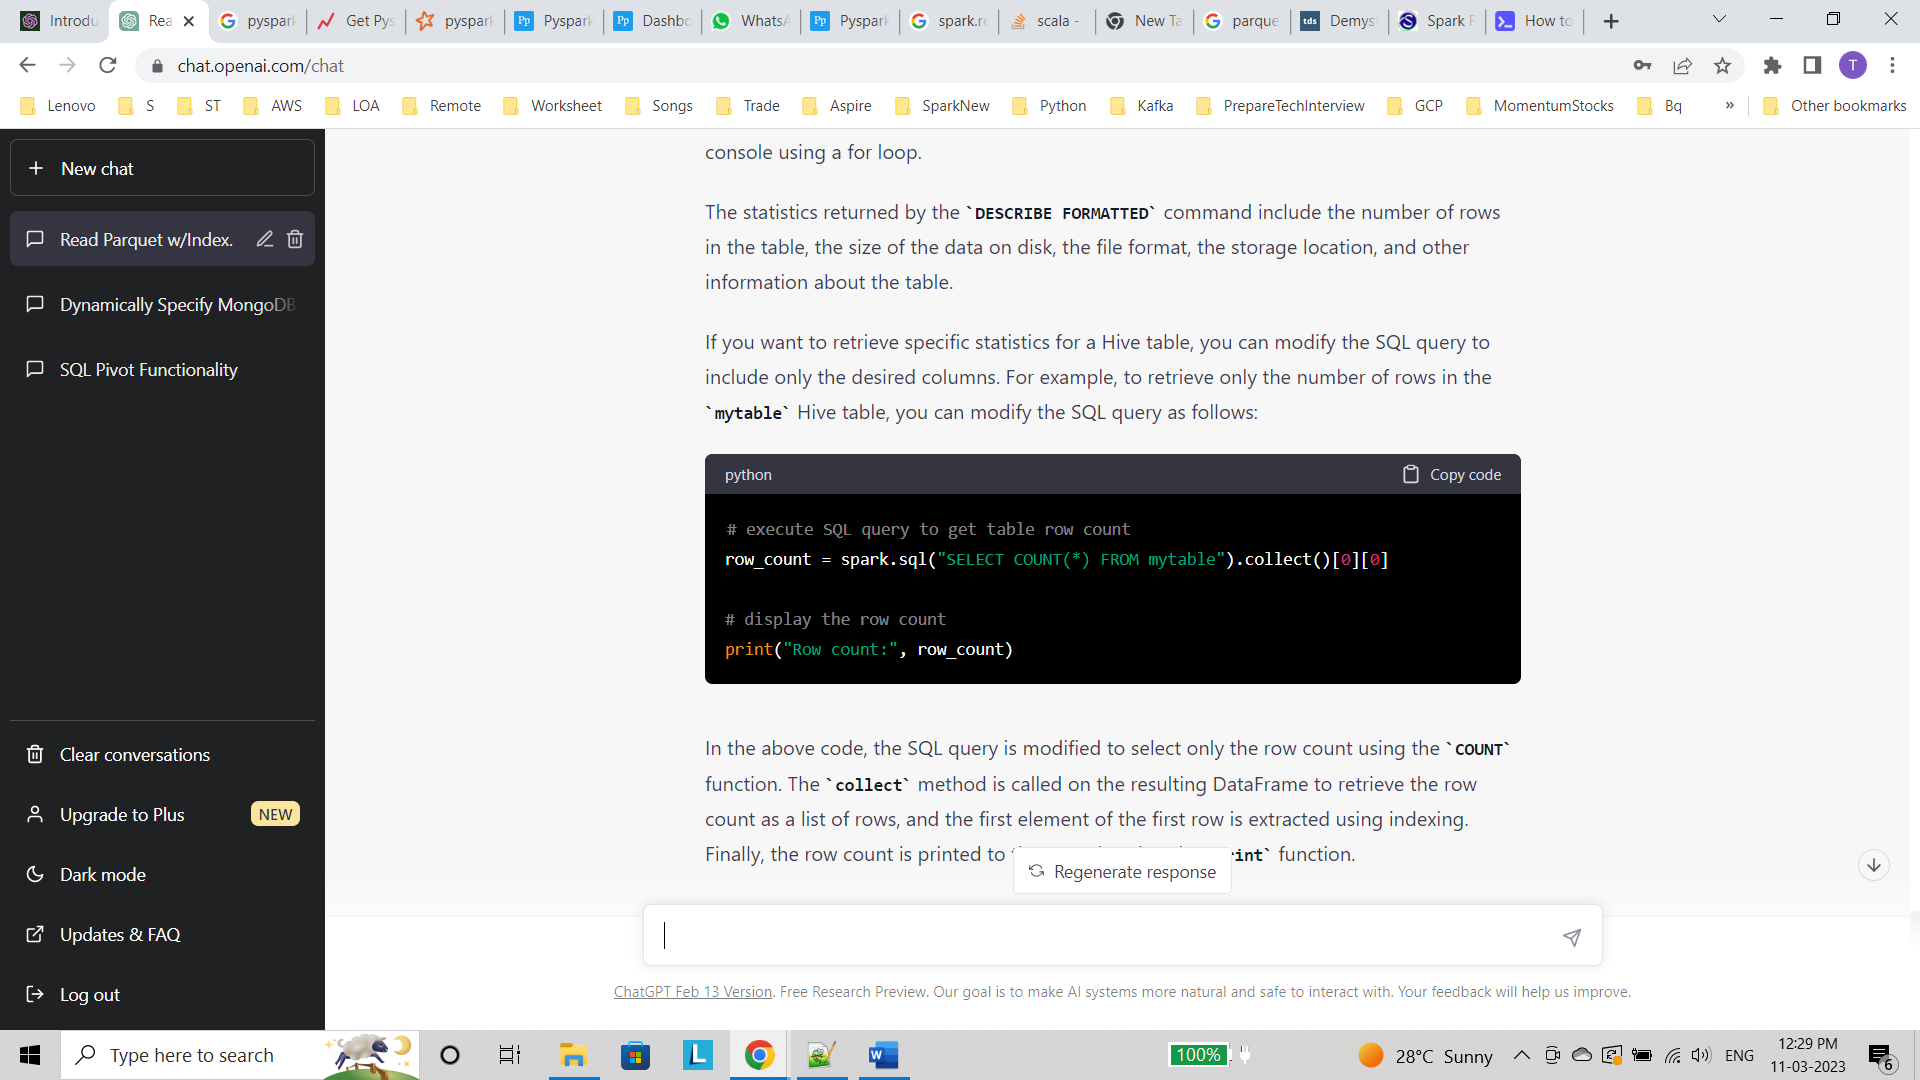 Introdu
Rea
pyspark
Get Pys
pyspark
Pyspark
Dashbo
WhatsA
Pyspark
spark.re
scala -
New Ta
parque
Demyst
Spark P
How to
chat.openai.com/chat
T
Lenovo S ST AWS LOA Remote Worksheet Songs Trade Aspire SparkNew Python Kafka PrepareTechInterview GCP MomentumStocks Bq » Other bookmarks
New chat
Read Parquet w/Index.
Dynamically Specify MongoDB
SQL Pivot Functionality
Clear conversations
Upgrade to Plus NEW
Dark mode
Updates & FAQ
Log out
console using a for loop.
The statistics returned by the `DESCRIBE FORMATTED` command include the number of rows
in the table, the size of the data on disk, the file format, the storage location, and other
information about the table.
If you want to retrieve specific statistics for a Hive table, you can modify the SQL query to
include only the desired columns. For example, to retrieve only the number of rows in the
`mytable` Hive table, you can modify the SQL query as follows:
python Copy code
# execute SQL query to get table row count
row_count = spark.sql("SELECT COUNT(*) FROM mytable").collect()[0][0]
# display the row count
print("Row count:", row_count)
In the above code, the SQL query is modified to select only the row count using the `COUNT`
function. The `collect` method is called on the resulting DataFrame to retrieve the row
count as a list of rows, and the first element of the first row is extracted using indexing.
Finally, the row count is printed to int` function.
Regenerate response
ChatGPT Feb 13 Version. Free Research Preview. Our goal is to make AI systems more natural and safe to interact with. Your feedback will help us improve.
Type here to search
100%
28°C Sunny
ENG
12:29 PM
11-03-2023
6